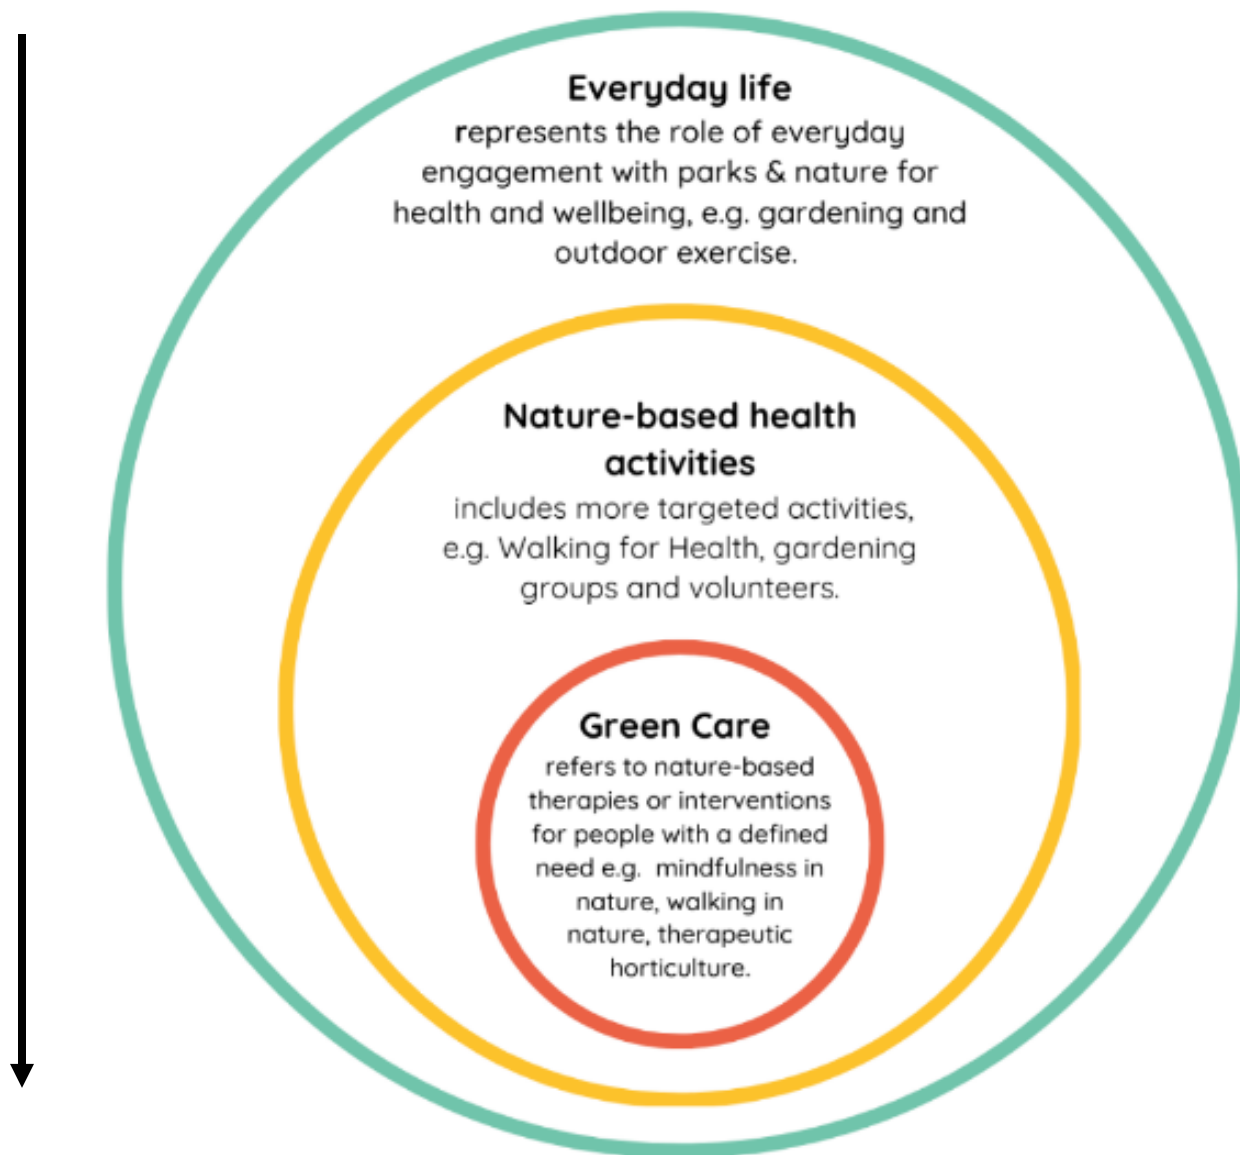 Everyday life
represents the role of everyday
engagement with parks & nature for
health and wellbeing, e.g. gardening and
outdoor exercise.
Nature-based health
activities
includes more targeted activities,
e.g. Walking for Health, gardening
groups and volunteers.
Green Care
refers to nature-based
therapies or interventions
for people with a defined
need e.g. mindfulness in
nature, walking in
nature, therapeutic
horticulture.